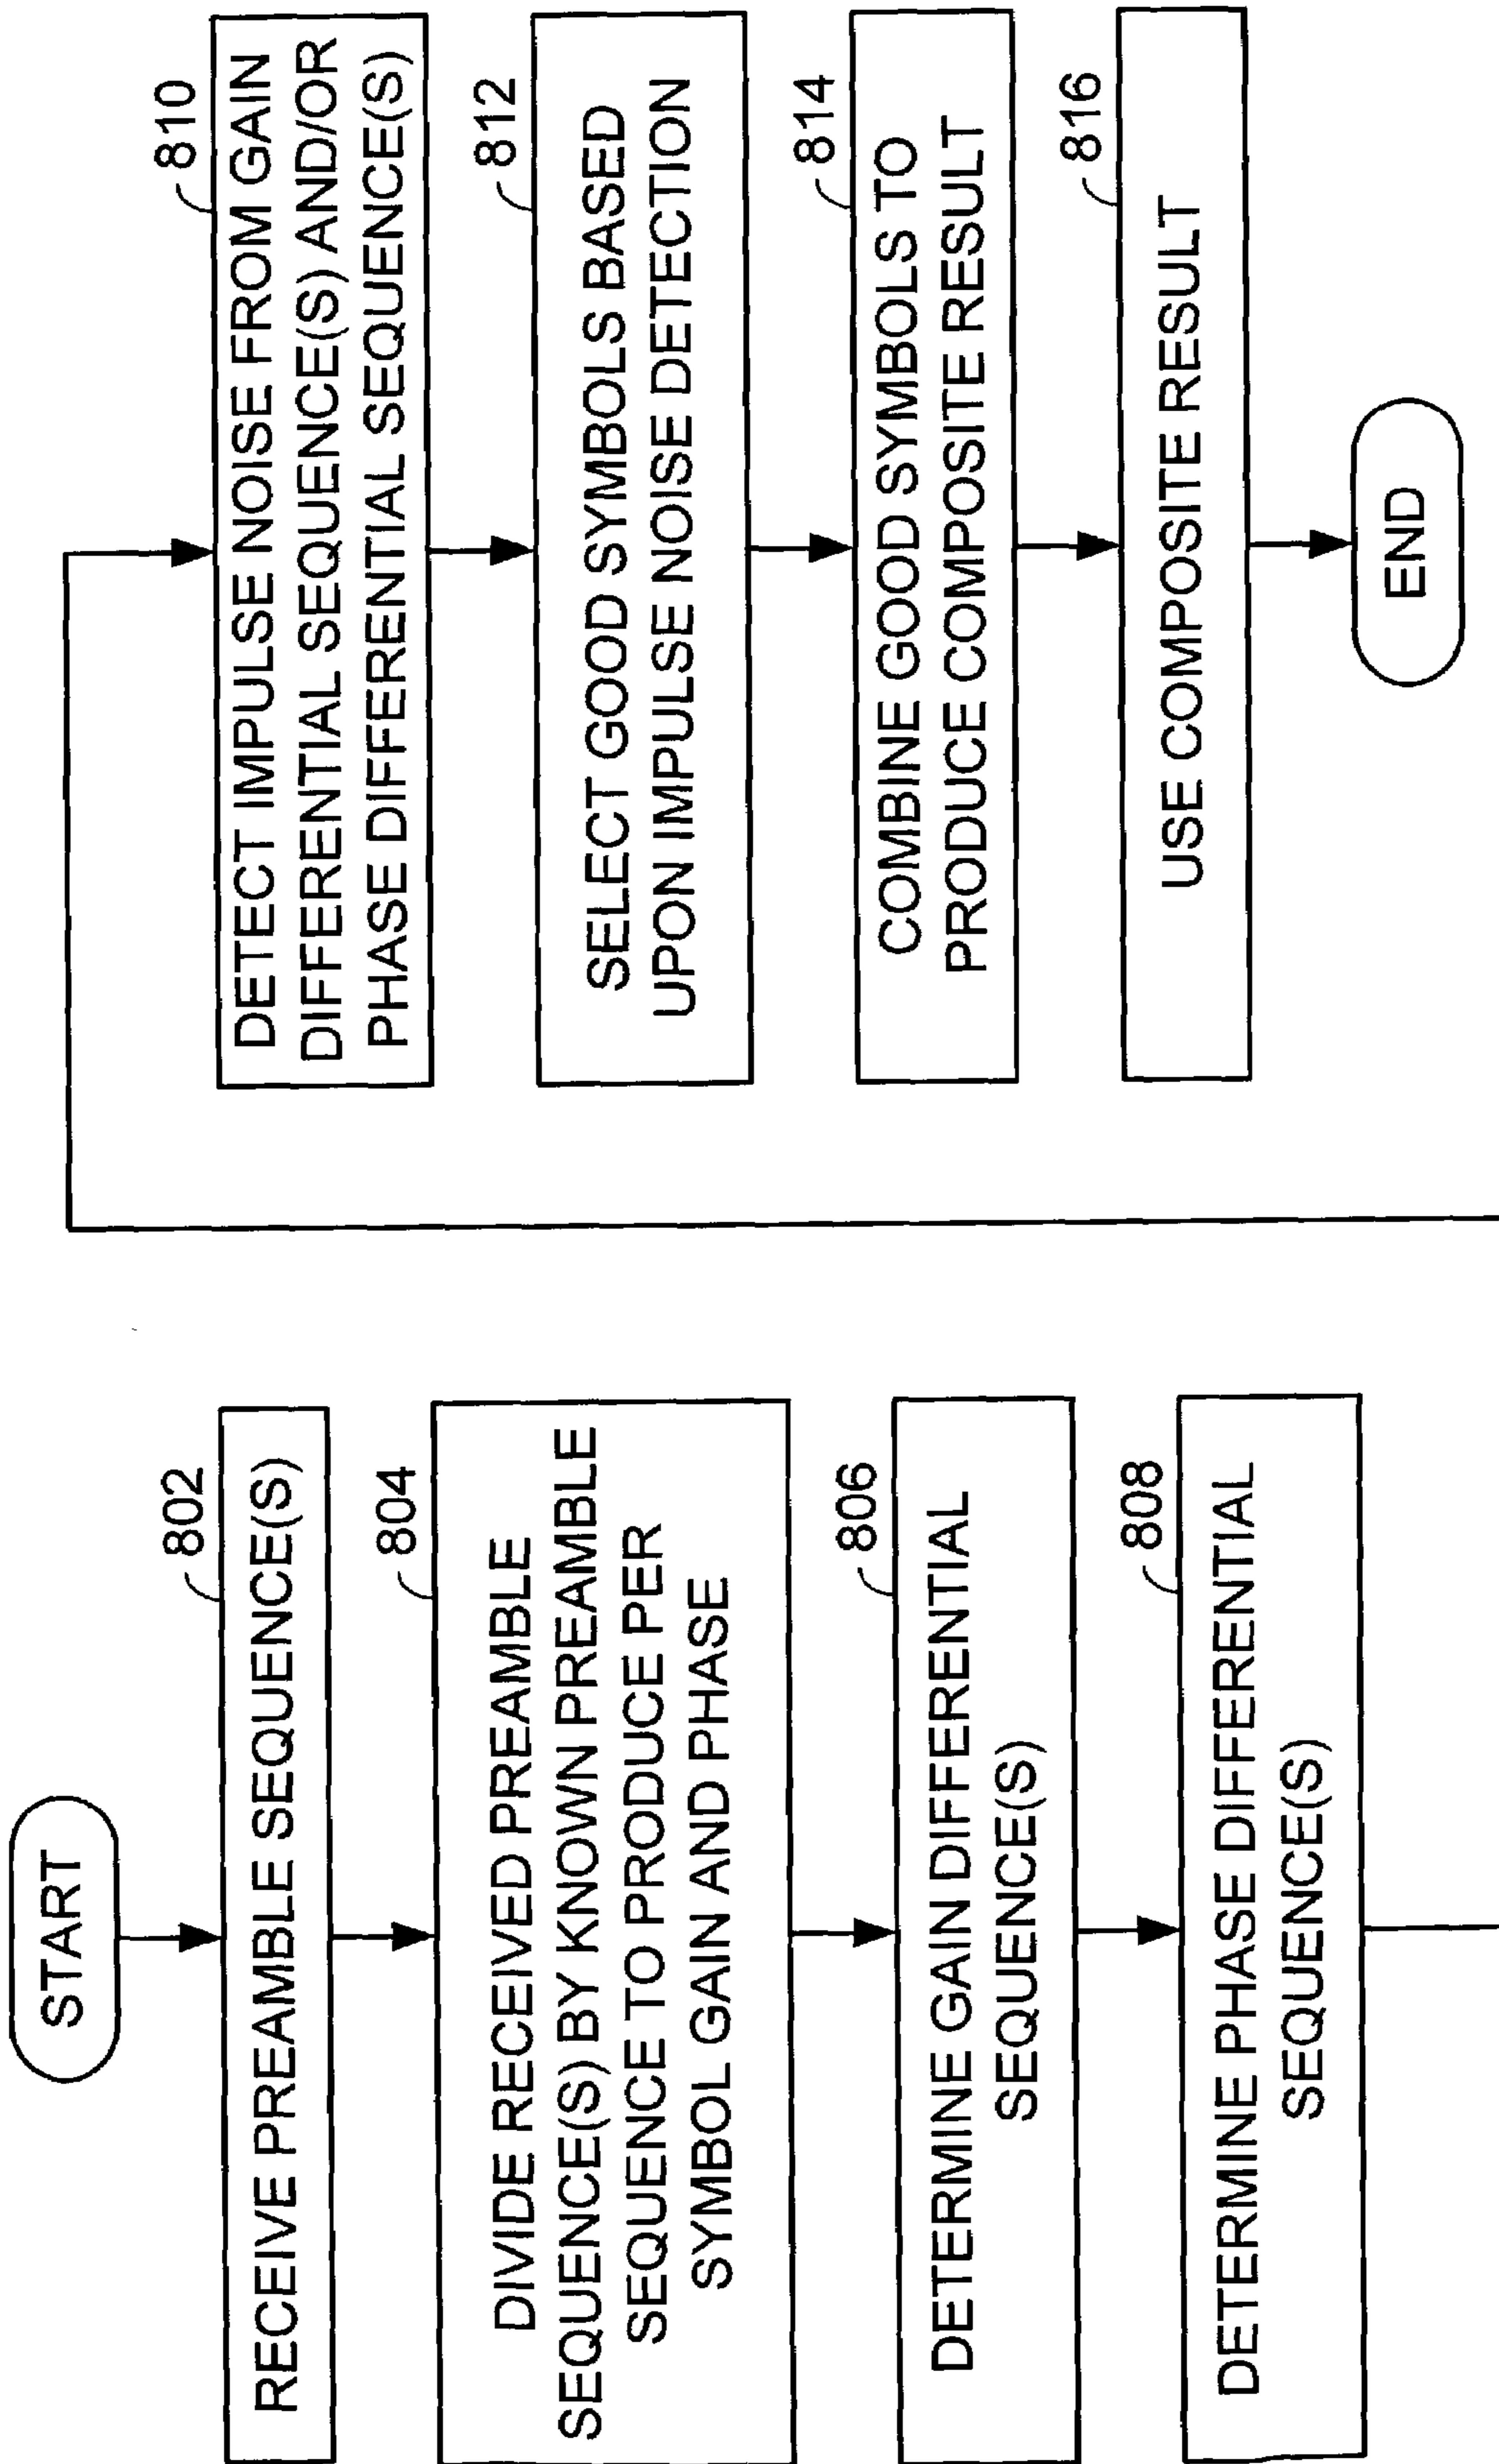 START
802
RECEIVE PREAMBLE SEQUENCE(S)
804
DIVIDE RECEIVED PREAMBLE
SEQUENCE(S) BY KNOWN PREAMBLE
SEQUENCE TO PRODUCE PER
SYMBOL GAIN AND PHASE
806
DETERMINE GAIN DIFFERENTIAL
SEQUENCE(S)
808
DETERMINE PHASE DIFFERENTIAL
SEQUENCE(S)
810
DETECT IMPULSE NOISE FROM GAIN
DIFFERENTIAL SEQUENCE(S) AND/OR
PHASE DIFFERENTIAL SEQUENCE(S)
812
SELECT GOOD SYMBOLS BASED
UPON IMPULSE NOISE DETECTION
814
COMBINE GOOD SYMBOLS TO
PRODUCE COMPOSITE RESULT
816
USE COMPOSITE RESULT
END